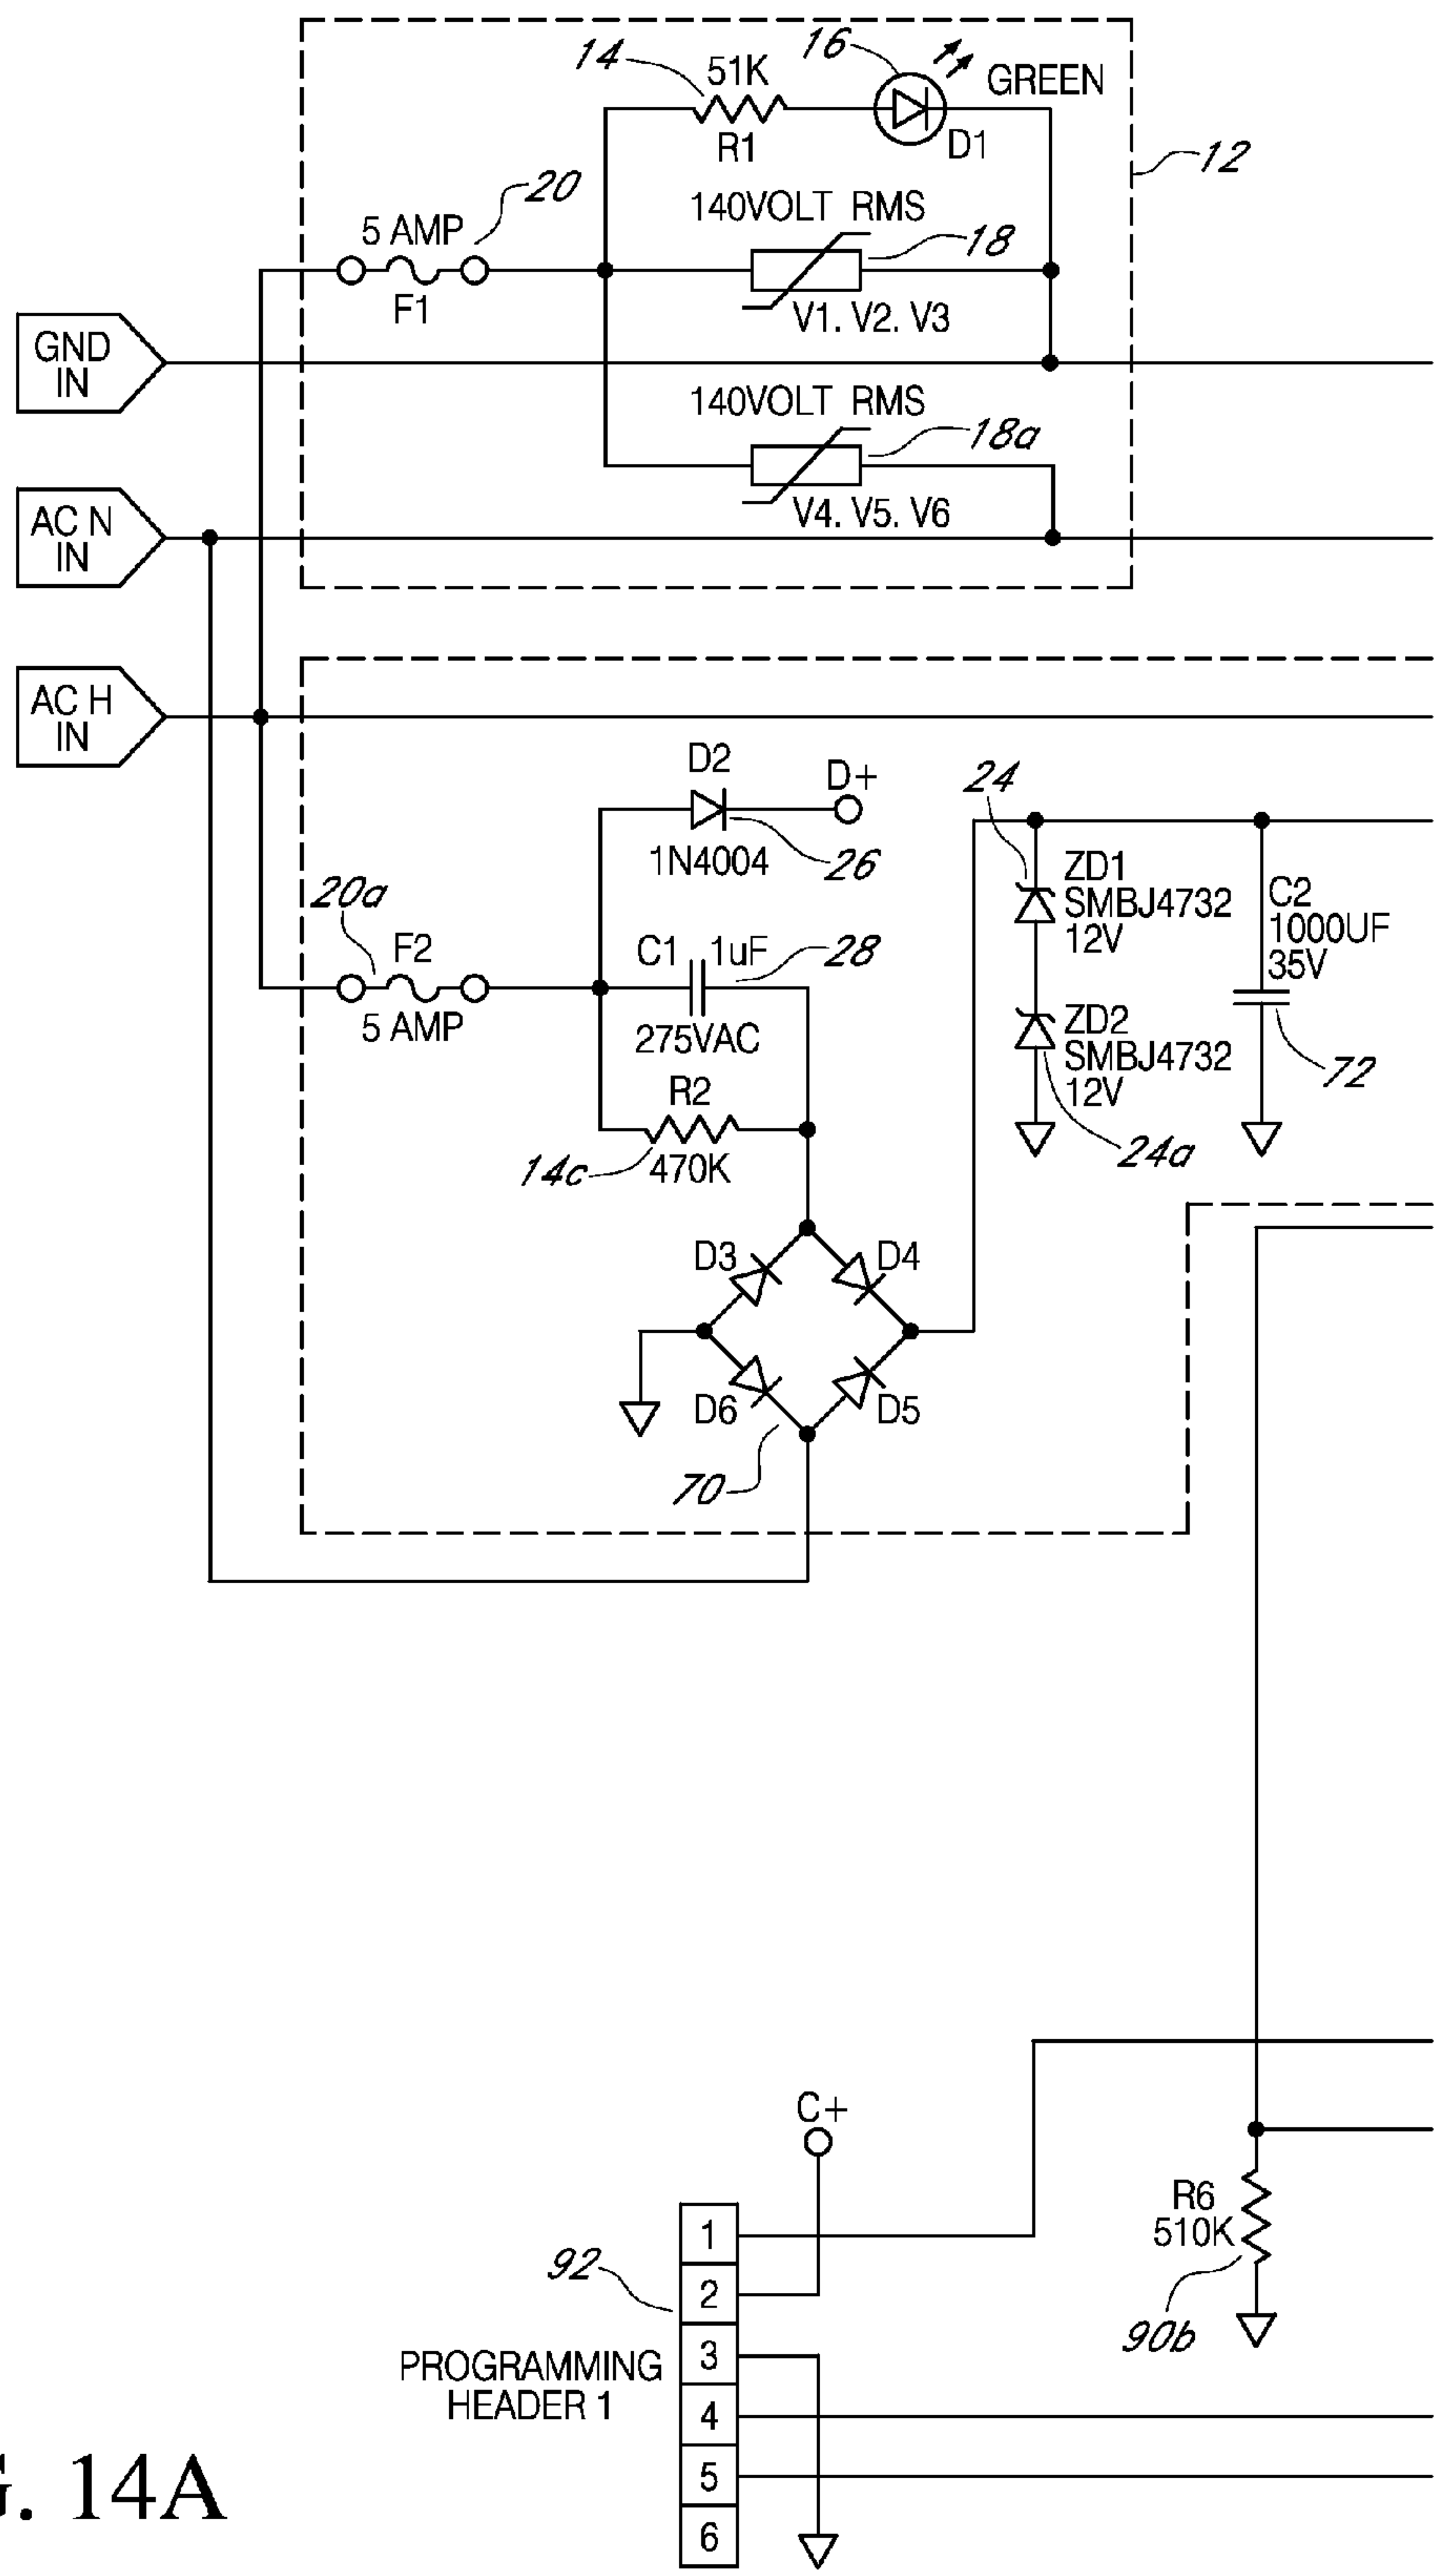 14
51K
R1
16
GREEN
D1
12
20
5 AMP
F1
140VOLT RMS
18
V1. V2. V3
GND
IN
140VOLT RMS
18a
V4. V5. V6
AC N
IN
AC H
IN
D2
D+
1N4004
26
24
ZD1
SMBJ4732
12V
C2
1000UF
35V
20a
F2
5 AMP
C1
1uF
28
275VAC
ZD2
SMBJ4732
12V
72
24a
R2
14c
470K
D3
D4
D6
D5
70
C+
R6
510K
90b
92
1
2
3
4
5
6
PROGRAMMING
HEADER 1
G. 14A